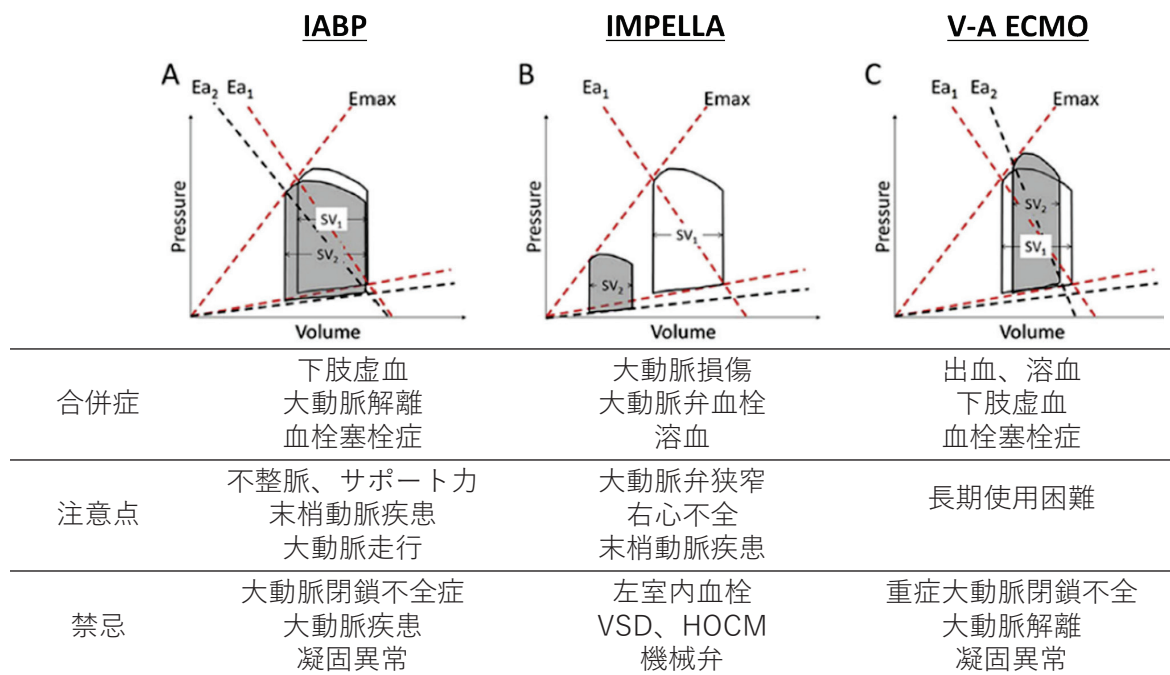 IABP
IMPELLA
V-A ECMO
A
Ea2
Ea1
Emax
Pressure
SV1
SV2
Volume
B
Ea1
Emax
Pressure
SV1
SV2
Volume
C
Ea1
Ea2
Emax
Pressure
SV2
SV1
Volume
合併症
下肢虚血
大動脈解離
血栓塞栓症
大動脈損傷
大動脈弁血栓
溶血
出血、溶血
下肢虚血
血栓塞栓症
注意点
不整脈、サポート力
末梢動脈疾患
大動脈走行
大動脈弁狭窄
右心不全
末梢動脈疾患
長期使用困難
禁忌
大動脈閉鎖不全症
大動脈疾患
凝固異常
左室内血栓
VSD、HOCM
機械弁
重症大動脈閉鎖不全
大動脈解離
凝固異常